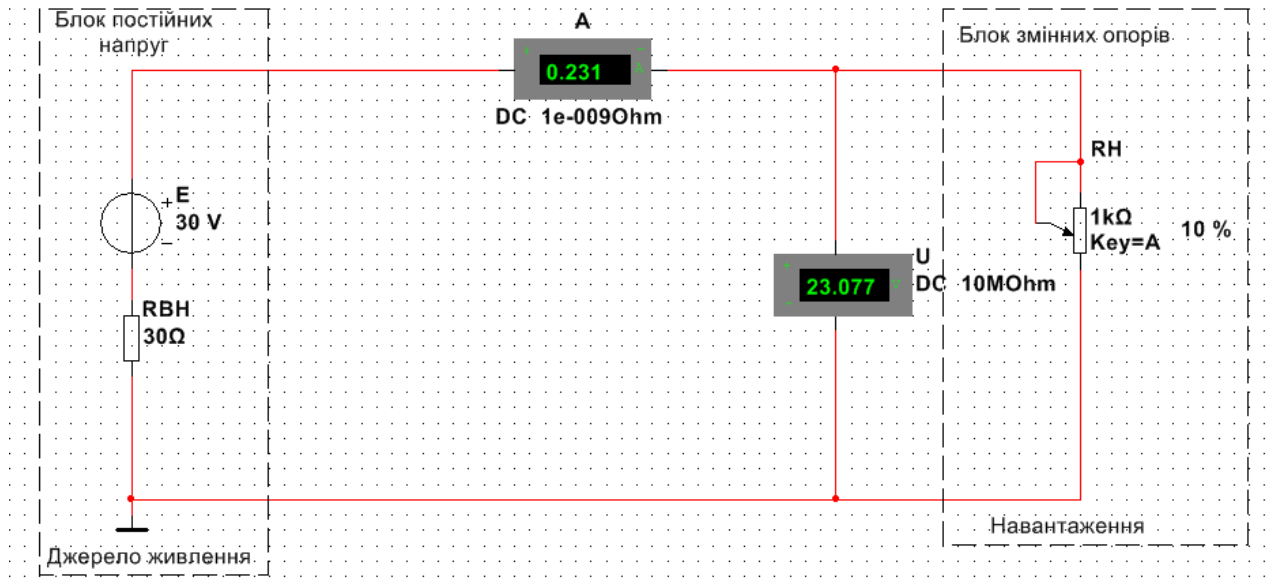 Блок постійних
напруг
A
0.231
DC 1e-009Ohm
Блок змінних опорів
E
30 V
RBH
30Ω
U
23.077
DC 10MOhm
RH
1kΩ
Key=A
10 %
Навантаження
Джерело живлення